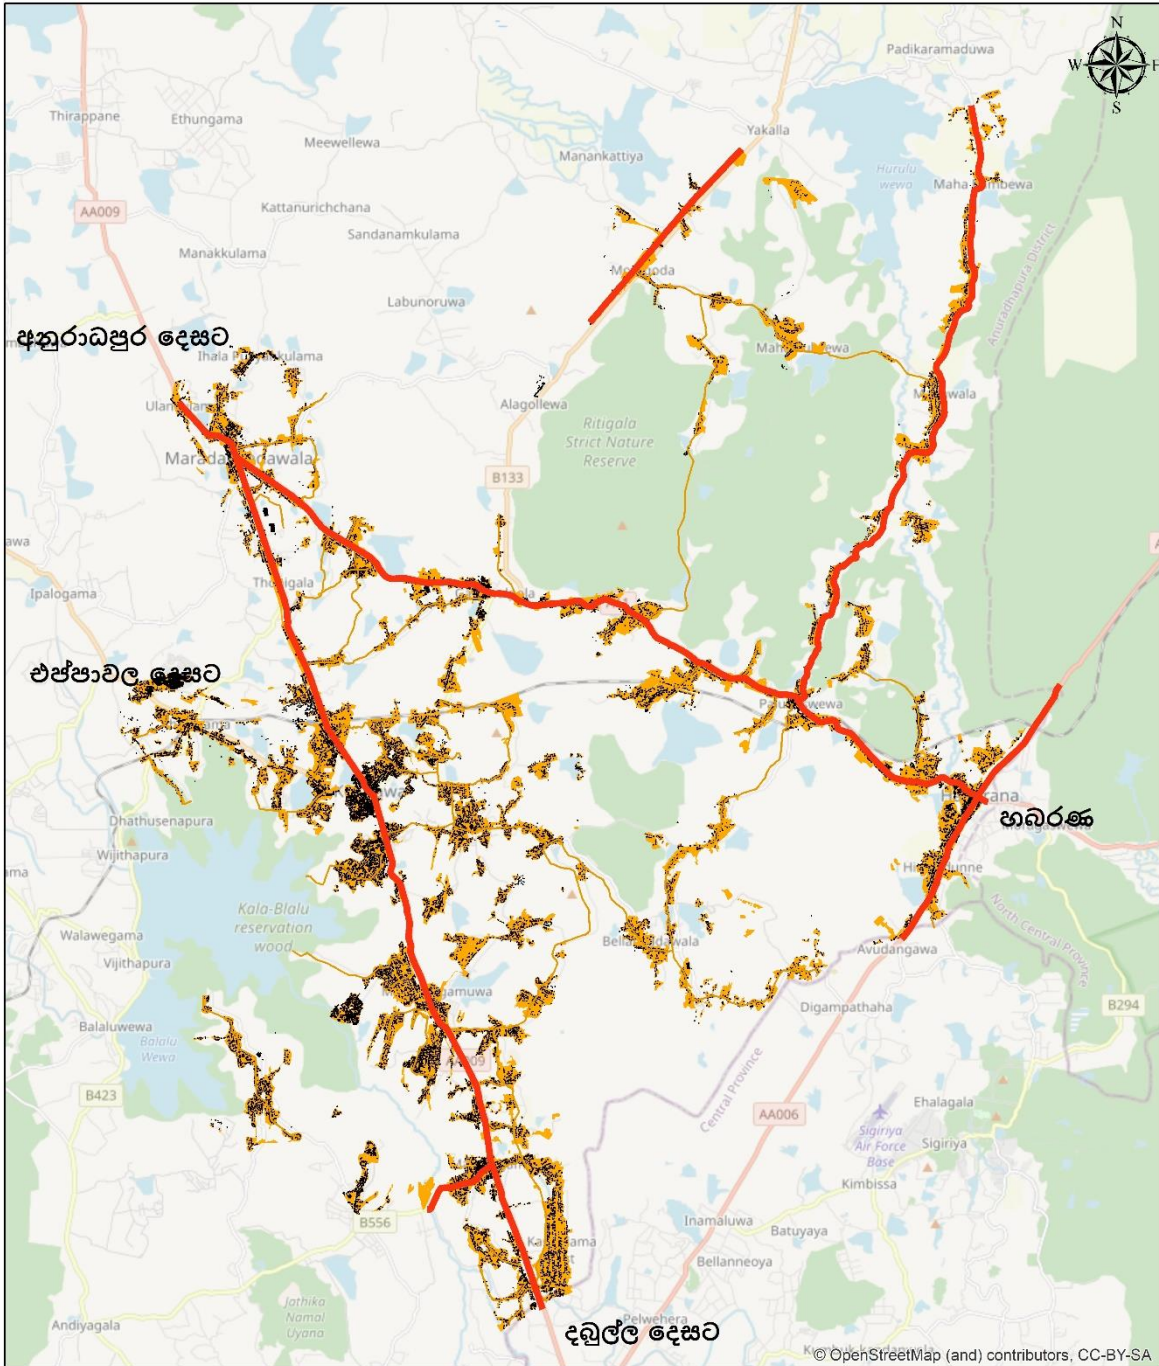 N
Padikaramaduwa
W
E
S
Thirappane
Ethungama
Yakalla
Meewellewa
Manankattiya
Hurulu
wewa
AA009
Kattanurichchana
Sandanamkulama
Manakkulama
Anuradhapura District
Labunoruwa
අනුරාධපුර දෙසට
Alagollewa
Ritigala
Strict Nature
Reserve
B133
Ipalogama
එප්පාවල දෙසට
හබරණ
Dhathusenapura
Wijithapura
Kala-Blalu
reservation
wood
Walawegama
Vijithapura
Avudangawa
North Central Province
Digampathaha
B294
Balaluwewa
Balalu
Wewa
Central Province
B423
AA006
Ehalagala
Sigiriya
Air Force
Base
Sigiriya
Kimbissa
B556
Inamaluwa
Batuyaya
Bellanneoya
Jathika
Namal
Uyana
Andiyagala
Pelwehera
දඹුල්ල දෙසට
© OpenStreetMap (and) contributors, CC-BY-SA